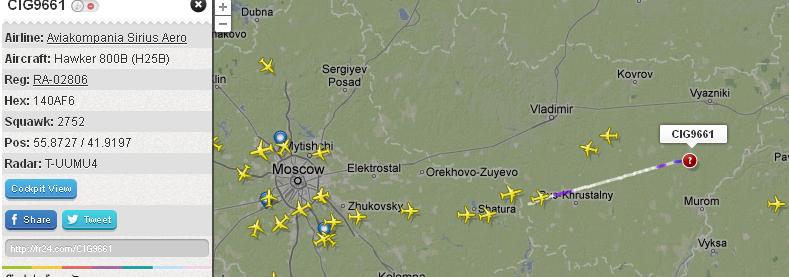 CIG9661
Airline: Aviakompania Sirius Aero
Aircraft: Hawker 800B (H25B)
Reg: RA-02806
Hex: 140AF6
Squawk: 2752
Pos: 55.8727 / 41.9197
Radar: T-UUMU4
Cockpit View
Share
Tweet
http://fr24.com/CIG9661
+
−
Dubna
Klin
Sergiyev
Posad
Kovrov
Vyazniki
Vladimir
CIG9661
Mytishchi
Moscow
Elektrostal
Orekhovo-Zuyevo
Zhukovsky
Shatura
Gus-Khrustalny
Murom
Vyksa
Pa
Kolomna